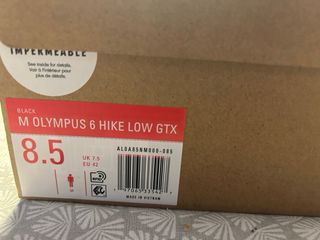 IMPERMEABLE
See inside for details.
Voir à l'intérieur pour
plus de détails.
BLACK
M OLYMPUS 6 HIKE LOW GTX
8.5
UK 7.5
EU 42
AL0A85NM000-085
MADE IN VIETNAM